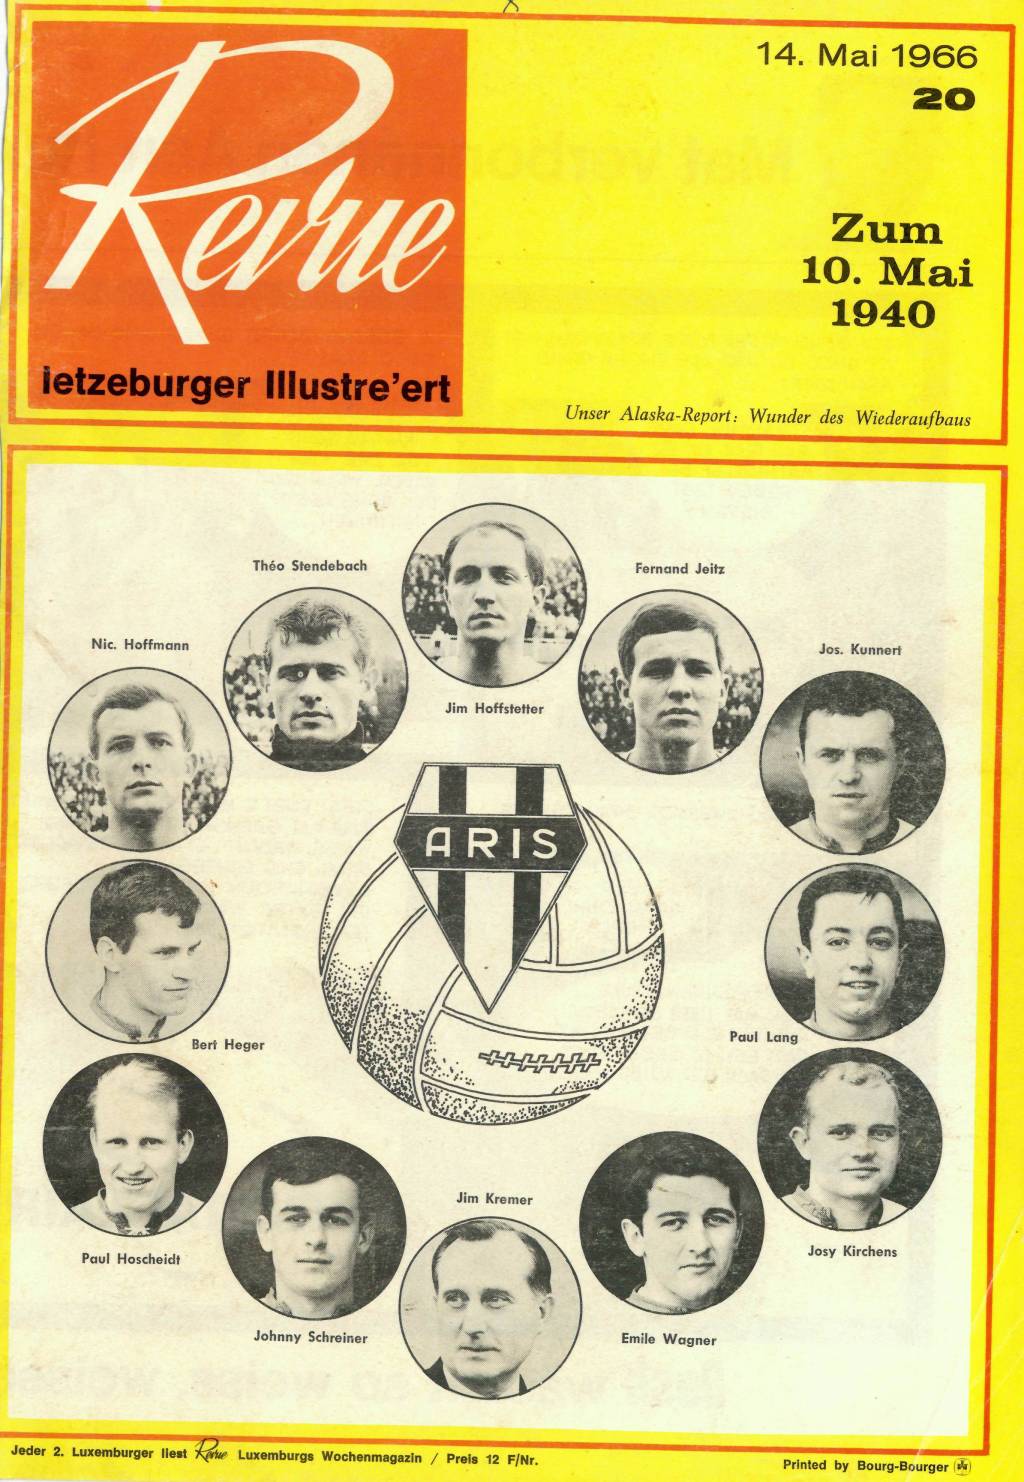 Revue
letzeburger Illustre'ert
14. Mai 1966
20
Zum
10. Mai
1940
Unser Alaska-Report: Wunder des Wiederaufbaus
Théo Stendebach
Fernand Jeitz
Nic. Hoffmann
Jos. Kunnert
Jim Hoffstetter
ARIS
Bert Heger
Paul Lang
Paul Hoscheidt
Jim Kremer
Josy Kirchens
Johnny Schreiner
Emile Wagner
Jeder 2. Luxemburger liest Revue Luxemburgs Wochenmagazin / Preis 12 F/Nr.
Printed by Bourg-Bourger